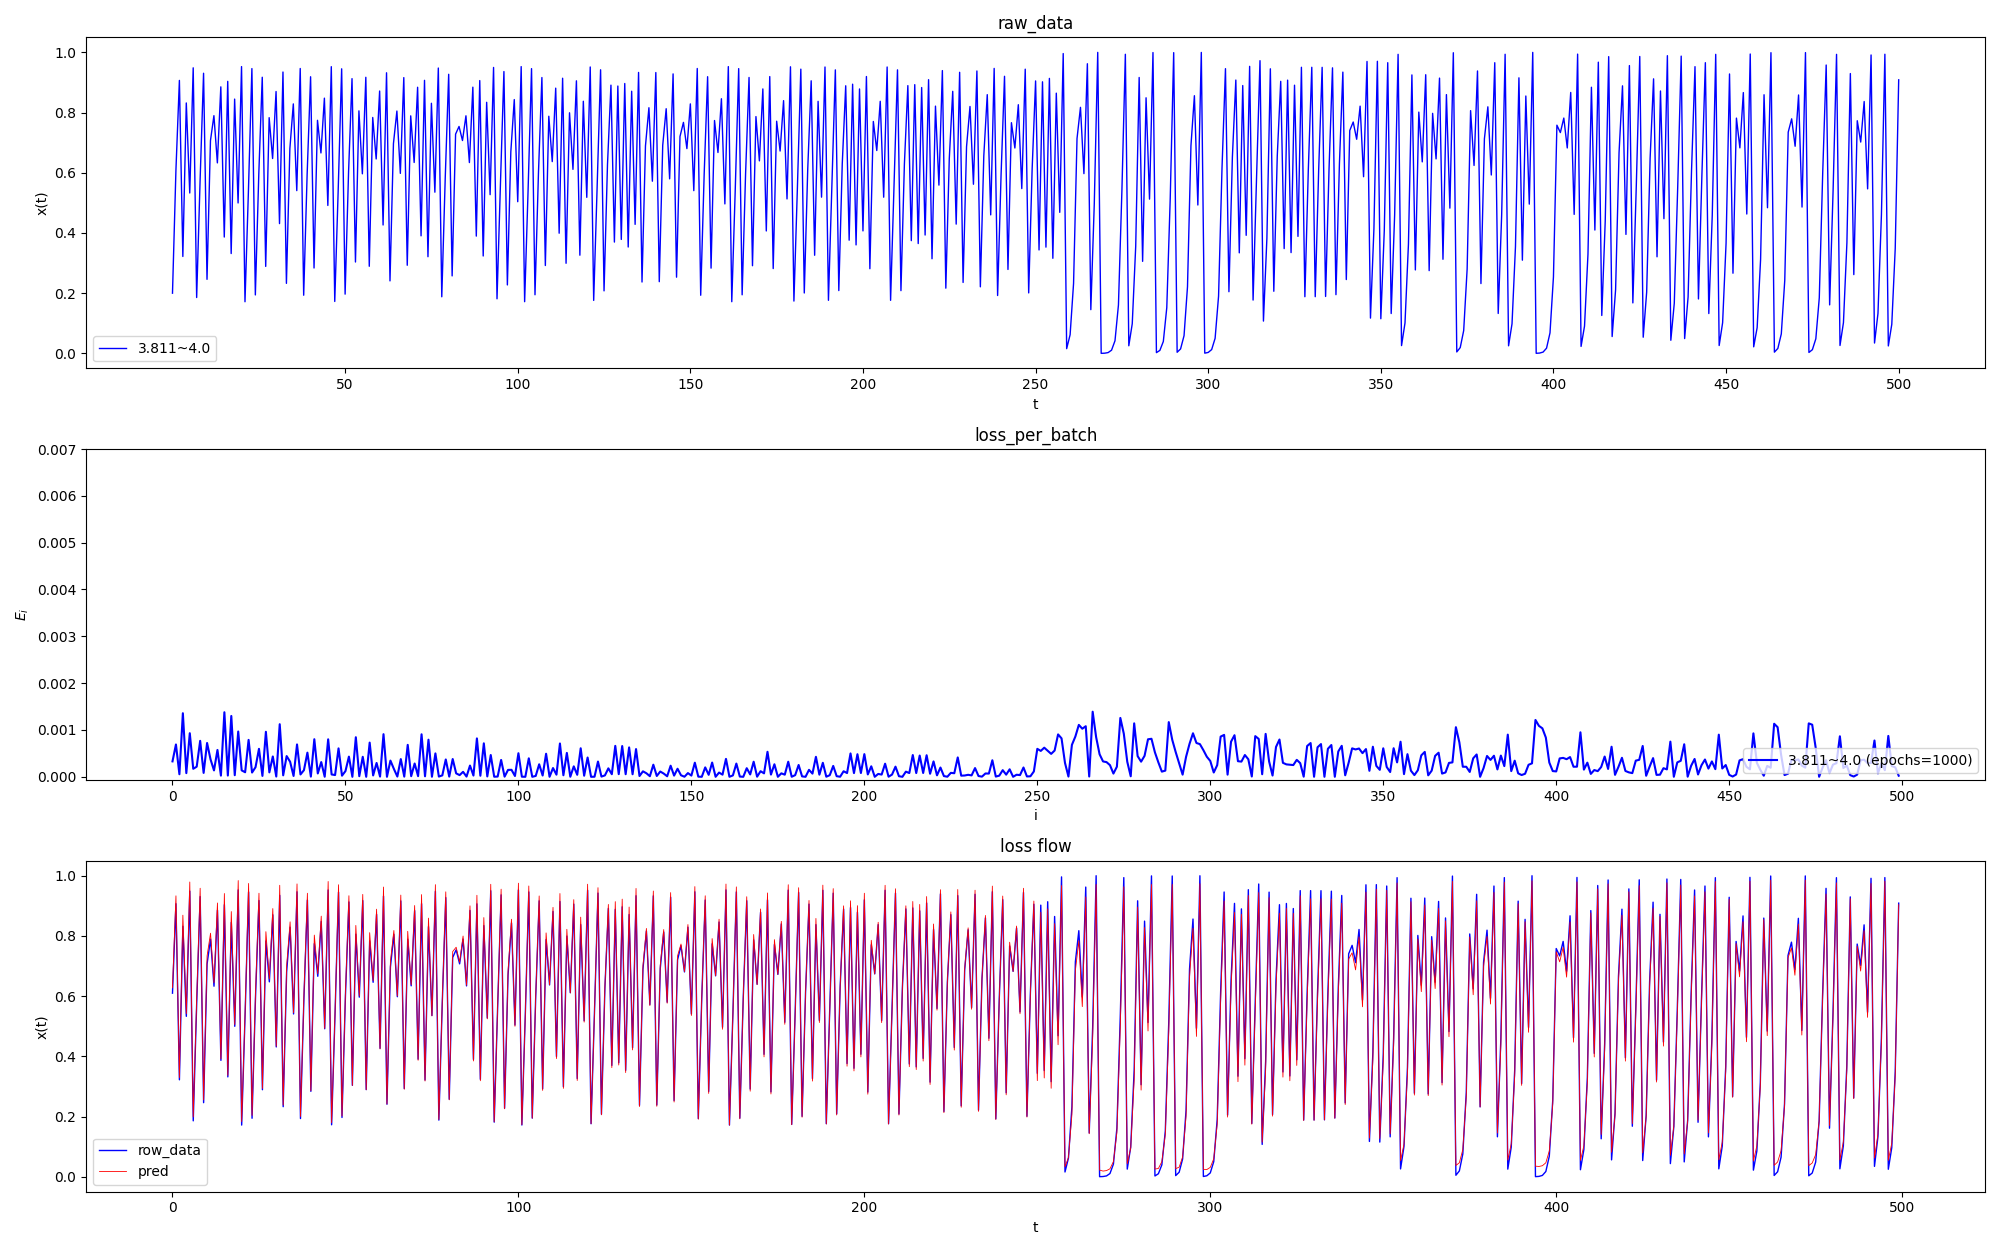 raw_data
x(t)
1.0
0.8
0.6
0.4
0.2
0.0
3.811~4.0
50 100 150 200 250 300 350 400 450 500
t
loss_per_batch
E_i
0.007
0.006
0.005
0.004
0.003
0.002
0.001
0.000
3.811~4.0 (epochs=1000)
0 50 100 150 200 250 300 350 400 450 500
i
loss flow
x(t)
1.0
0.8
0.6
0.4
0.2
0.0
row_data
pred
0 100 200 300 400 500
t